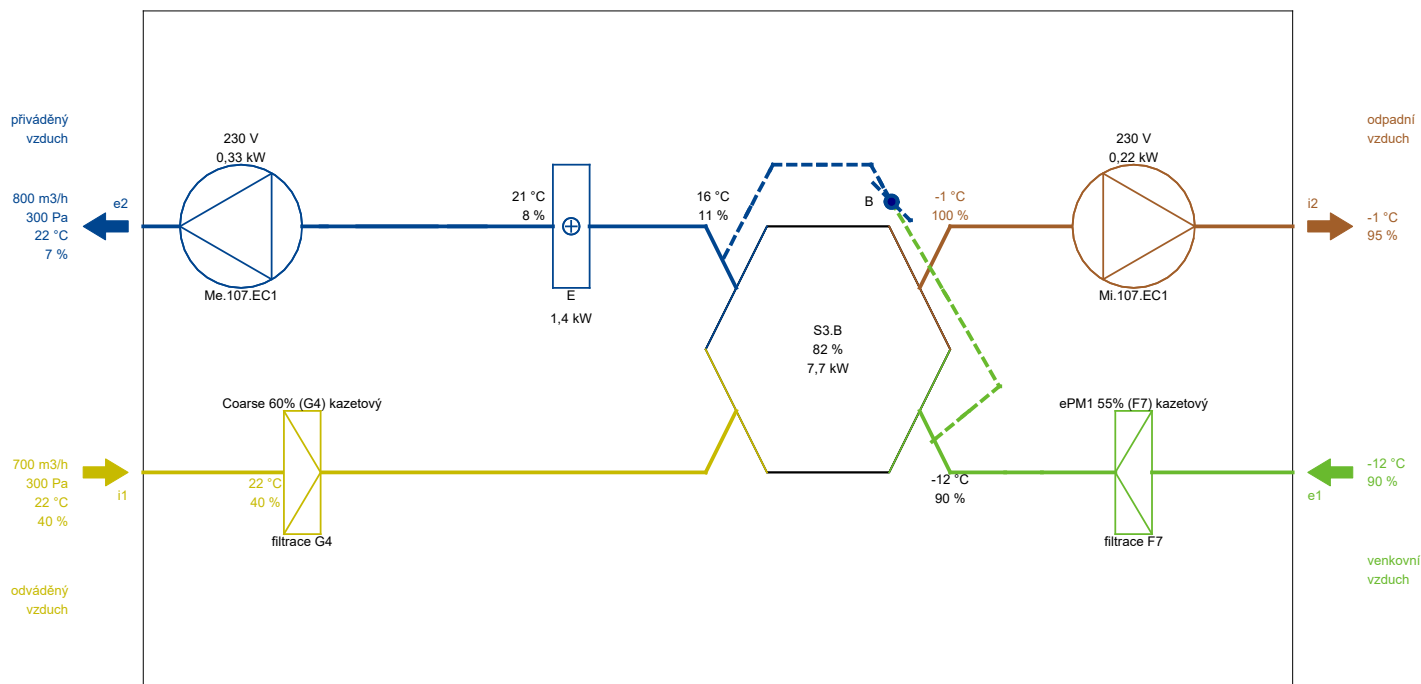 přiváděný
vzduch
800 m3/h
300 Pa
22 °C
7 %
e2
230 V
0,33 kW
Me.107.EC1
21 °C
8 %
E
1,4 kW
16 °C
11 %
B
-1 °C
100 %
230 V
0,22 kW
Mi.107.EC1
odpadní
vzduch
i2
-1 °C
95 %
S3.B
82 %
7,7 kW
700 m3/h
300 Pa
22 °C
40 %
i1
Coarse 60% (G4) kazetový
22 °C
40 %
filtrace G4
-12 °C
90 %
ePM1 55% (F7) kazetový
filtrace F7
-12 °C
90 %
e1
odváděný
vzduch
venkovní
vzduch